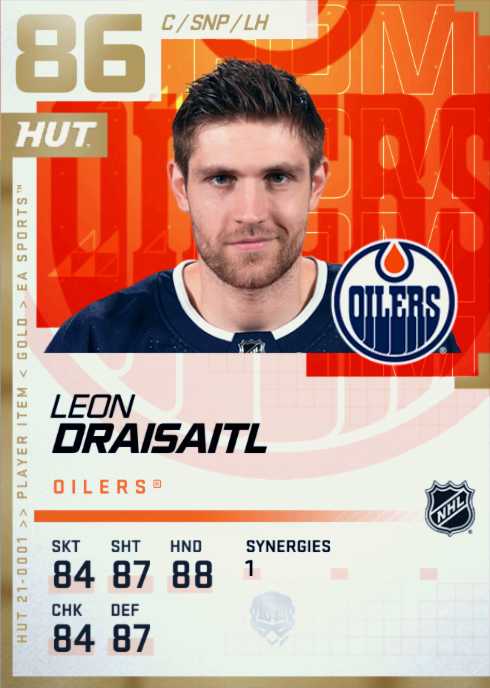 86
C / SNP / LH
HUT
HUT 21-0001 >> PLAYER ITEM < GOLD > EA SPORTS™
OILERS
LEON
DRAISAITL
OILERS®
NHL
SKT SHT HND SYNERGIES
84 87 88 1
CHK DEF
84 87